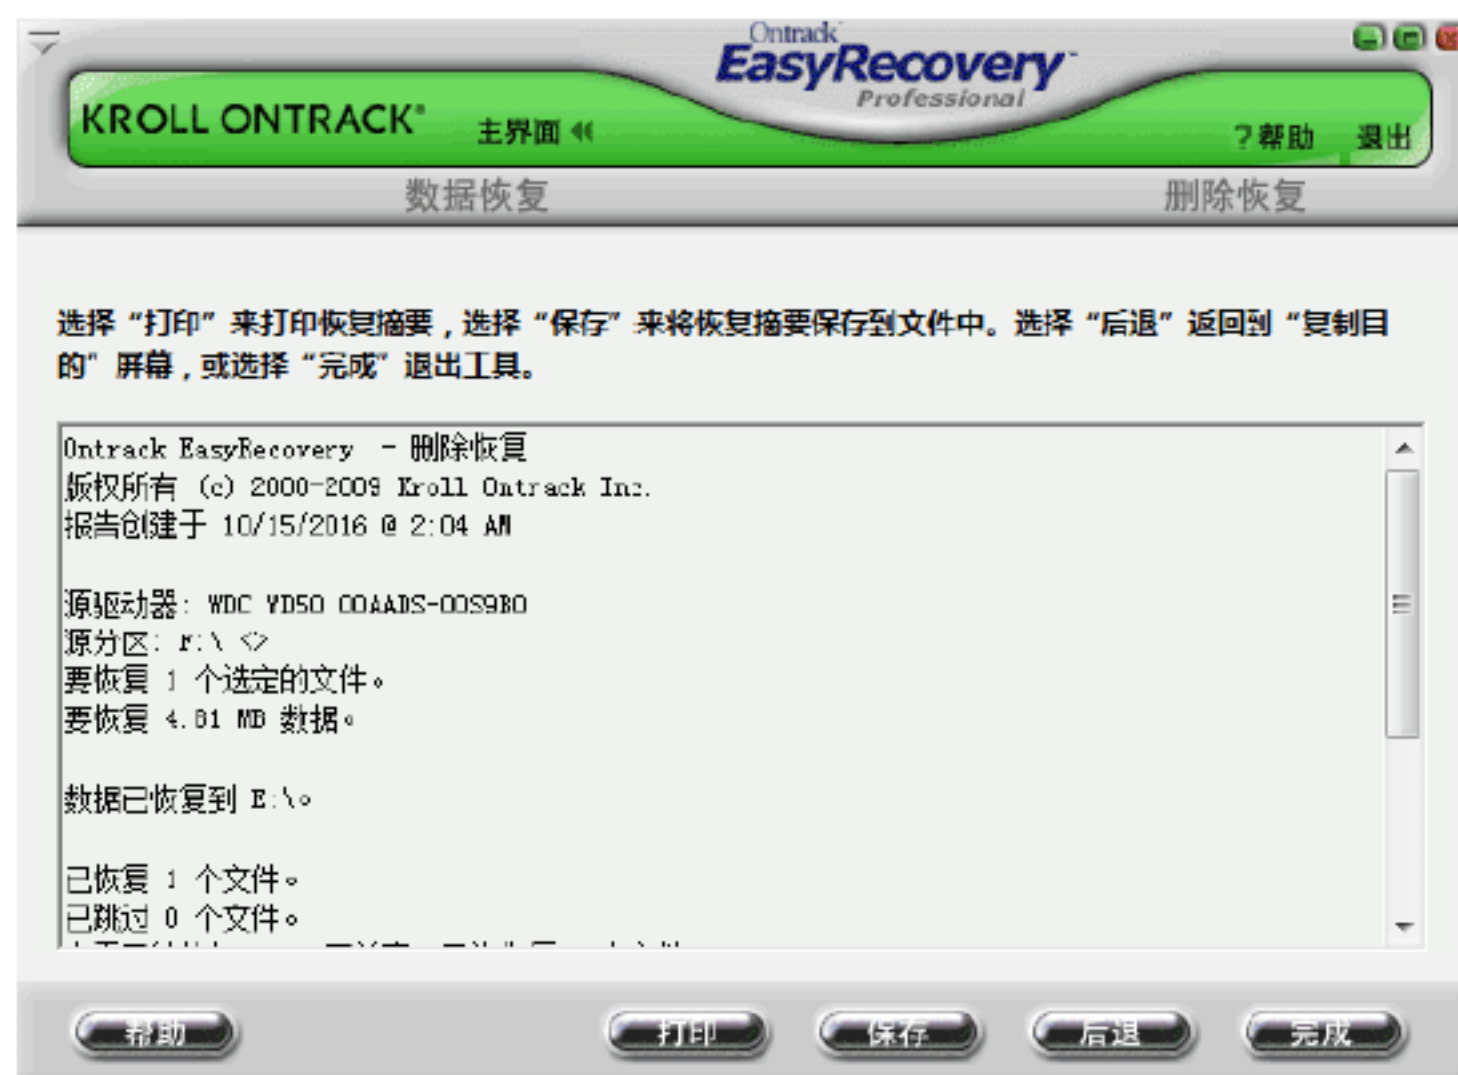 Ontrack
EasyRecovery
Professional
KROLL ONTRACK®
主界面
?帮助 退出
数据恢复 删除恢复
选择“打印”来打印恢复摘要，选择“保存”来将恢复摘要保存到文件中。选择“后退”返回到“复制目
的”屏幕，或选择“完成”退出工具。
Ontrack EasyRecovery - 删除恢复
版权所有 (c) 2000-2009 Kroll Ontrack Inc.
报告创建于 10/15/2016 @ 2:04 AM
源驱动器: WDC WD50 00AADS-00S9B0
源分区: F:\ <>
要恢复 1 个选定的文件。
要恢复 4.81 MB 数据。
数据已恢复到 E:\。
已恢复 1 个文件。
已跳过 0 个文件。
帮助 打印 保存 后退 完成